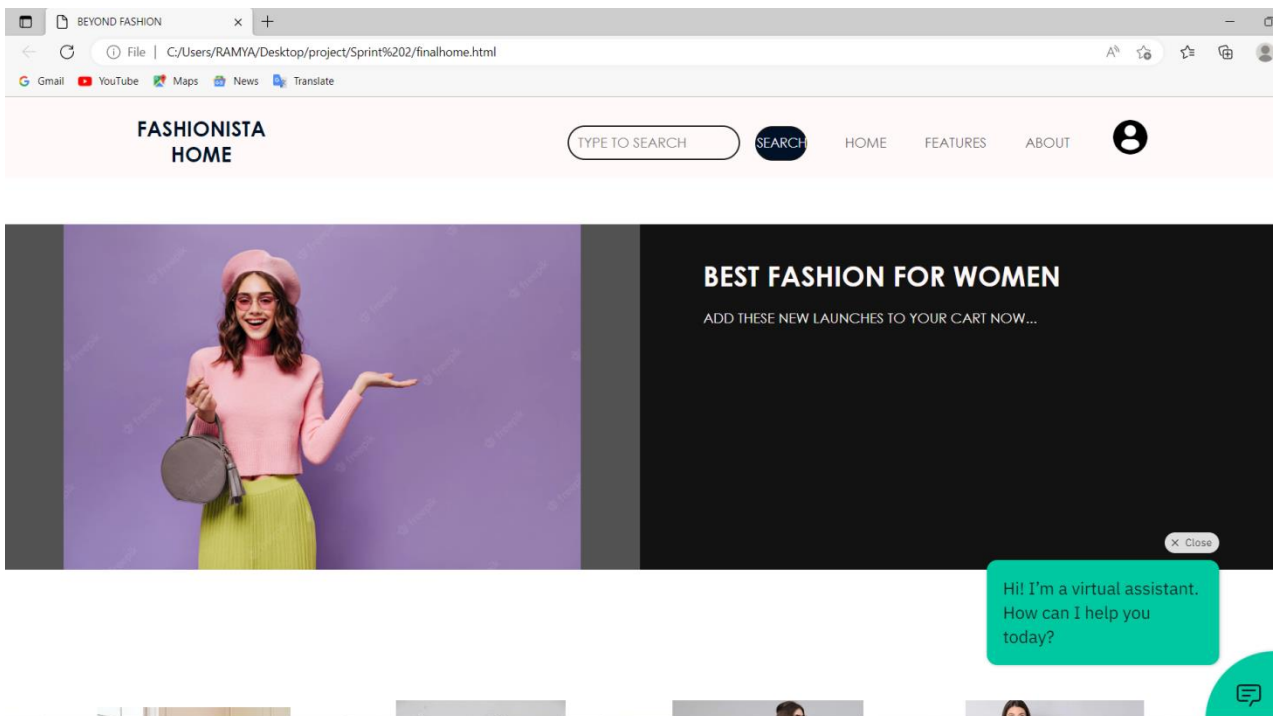 BEYOND FASHION
File | C:/Users/RAMYA/Desktop/project/Sprint%202/finalhome.html
Gmail YouTube Maps News Translate
FASHIONISTA
HOME
TYPE TO SEARCH SEARCH HOME FEATURES ABOUT
BEST FASHION FOR WOMEN
ADD THESE NEW LAUNCHES TO YOUR CART NOW...
× Close
Hi! I'm a virtual assistant.
How can I help you
today?